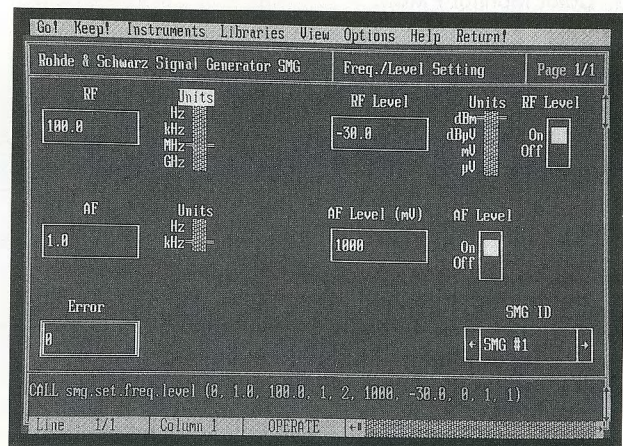 Go! Keep! Instruments Libraries View Options Help Return!
Rohde & Schwarz Signal Generator SMG
Freq./Level Setting
Page 1/1
RF
Units
RF Level
Units
RF Level
100.0
Hz
kHz
MHz
GHz
-30.0
dBm
dBµV
mV
µV
On
Off
AF
Units
AF Level (mV)
AF Level
1.0
Hz
kHz
1000
On
Off
Error
SMG ID
0
SMG #1
CALL smg.set.freq.level (0, 1.0, 100.0, 1, 2, 1000, -30.0, 0, 1, 1)
Line 1/1
Column 1
OPERATE